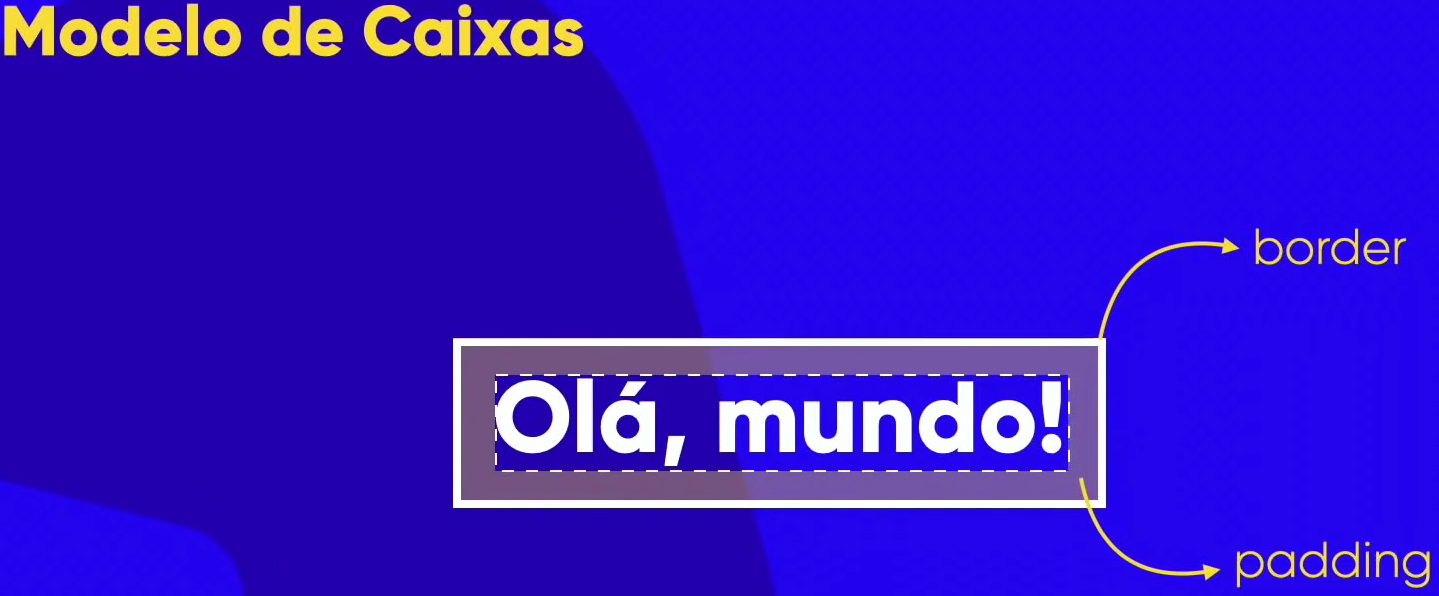 Modelo de Caixas
border
Olá, mundo!
padding